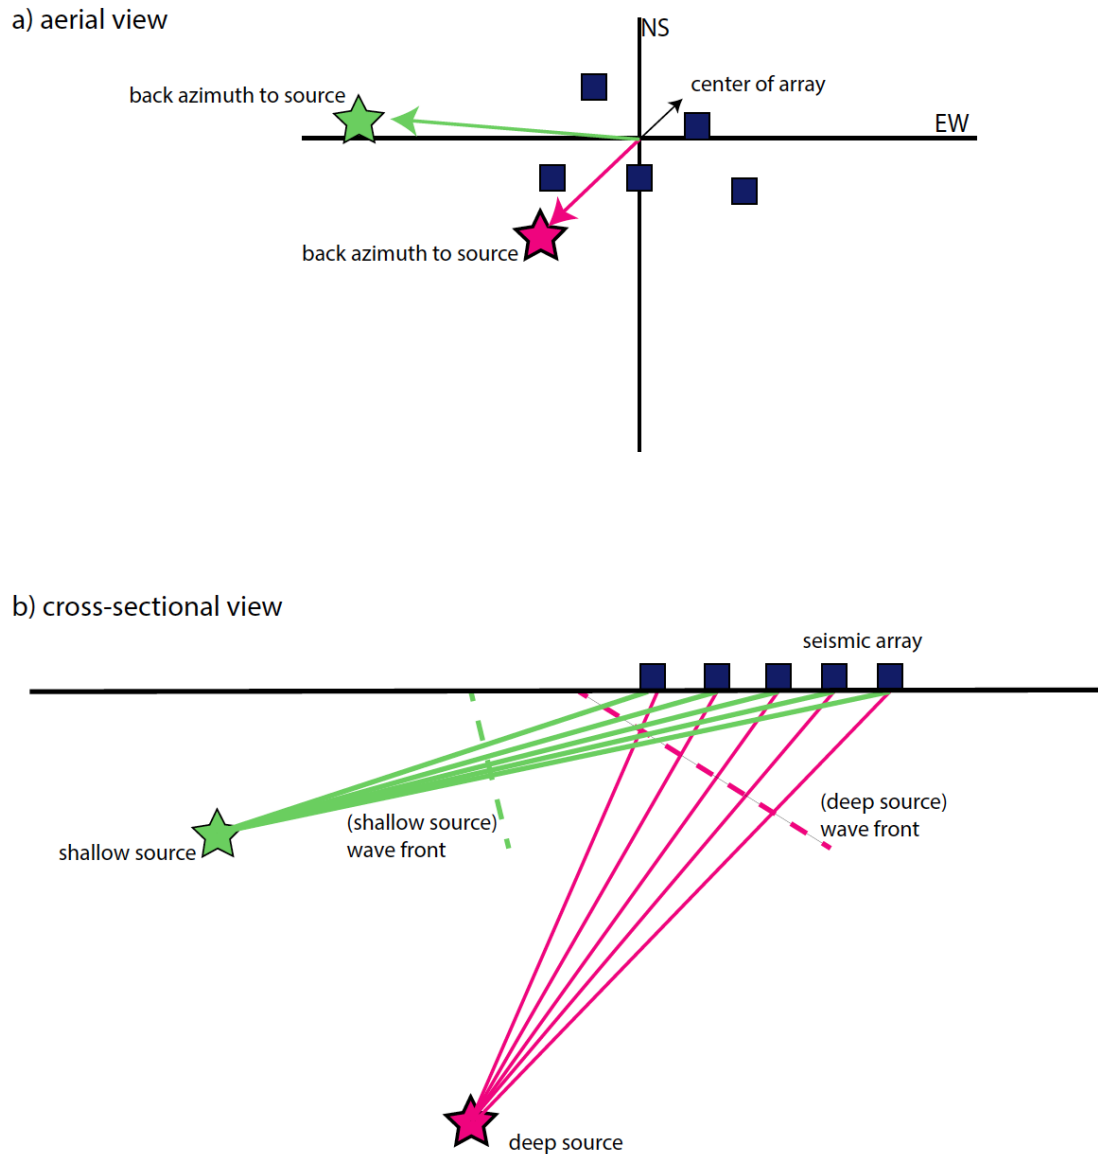 a) aerial view
NS
back azimuth to source
center of array
EW
back azimuth to source
b) cross-sectional view
seismic array
(shallow source)
wave front
(deep source)
wave front
shallow source
deep source